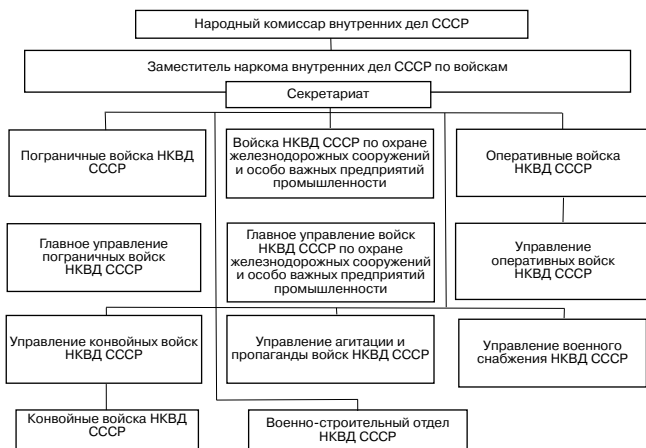 Народный комиссар внутренних дел СССР
Заместитель наркома внутренних дел СССР по войскам
Секретариат
Пограничные войска НКВД
СССР
Войска НКВД СССР по охране
железнодорожных сооружений
и особо важных предприятий
промышленности
Оперативные войска
НКВД СССР
Главное управление
пограничных войск
НКВД СССР
Главное управление войск
НКВД СССР по охране
железнодорожных сооружений
и особо важных предприятий
промышленности
Управление
оперативных войск
НКВД СССР
Управление конвойных войск
НКВД СССР
Управление агитации и
пропаганды войск НКВД СССР
Управление военного
снабжения НКВД СССР
Конвойные войска НКВД
СССР
Военно-строительный отдел
НКВД СССР